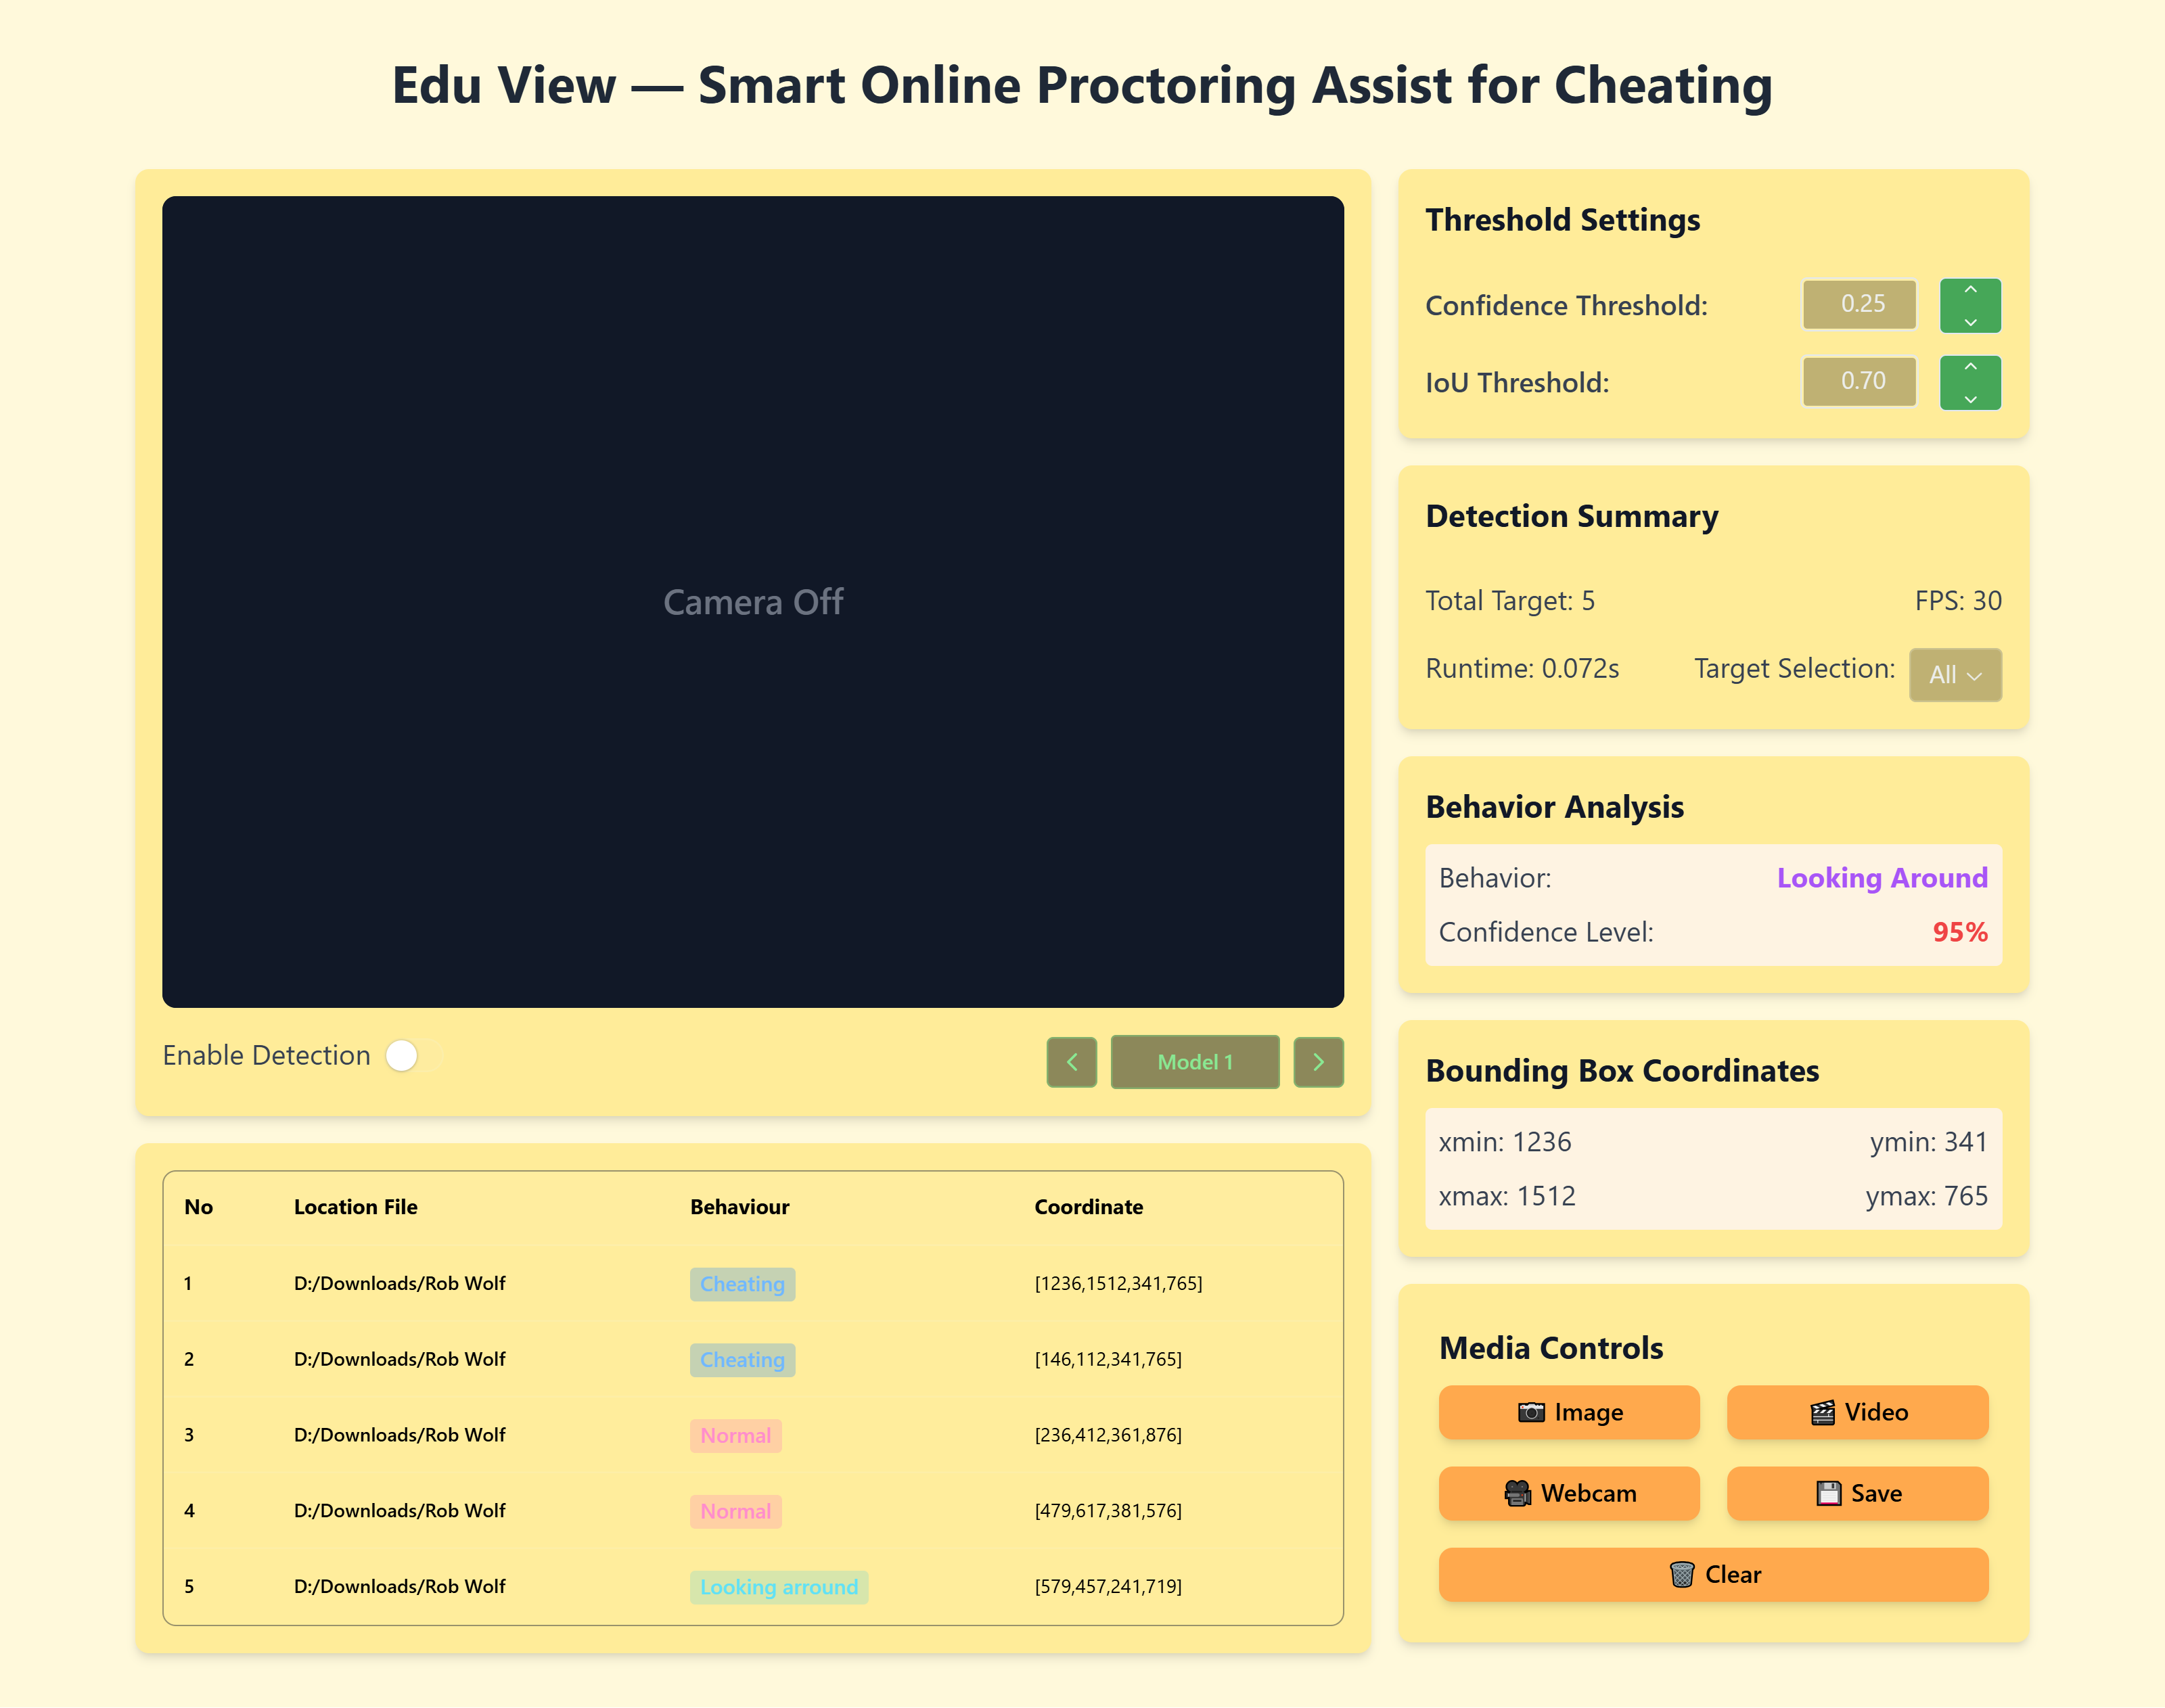 Edu View — Smart Online Proctoring Assist for Cheating
Camera Off
Enable Detection
Model 1
No Location File Behaviour Coordinate
1 D:/Downloads/Rob Wolf Cheating [1236,1512,341,765]
2 D:/Downloads/Rob Wolf Cheating [146,112,341,765]
3 D:/Downloads/Rob Wolf Normal [236,412,361,876]
4 D:/Downloads/Rob Wolf Normal [479,617,381,576]
5 D:/Downloads/Rob Wolf Looking arround [579,457,241,719]
Threshold Settings
Confidence Threshold: 0.25
IoU Threshold: 0.70
Detection Summary
Total Target: 5 FPS: 30
Runtime: 0.072s Target Selection: All
Behavior Analysis
Behavior: Looking Around
Confidence Level: 95%
Bounding Box Coordinates
xmin: 1236 ymin: 341
xmax: 1512 ymax: 765
Media Controls
Image Video
Webcam Save
Clear